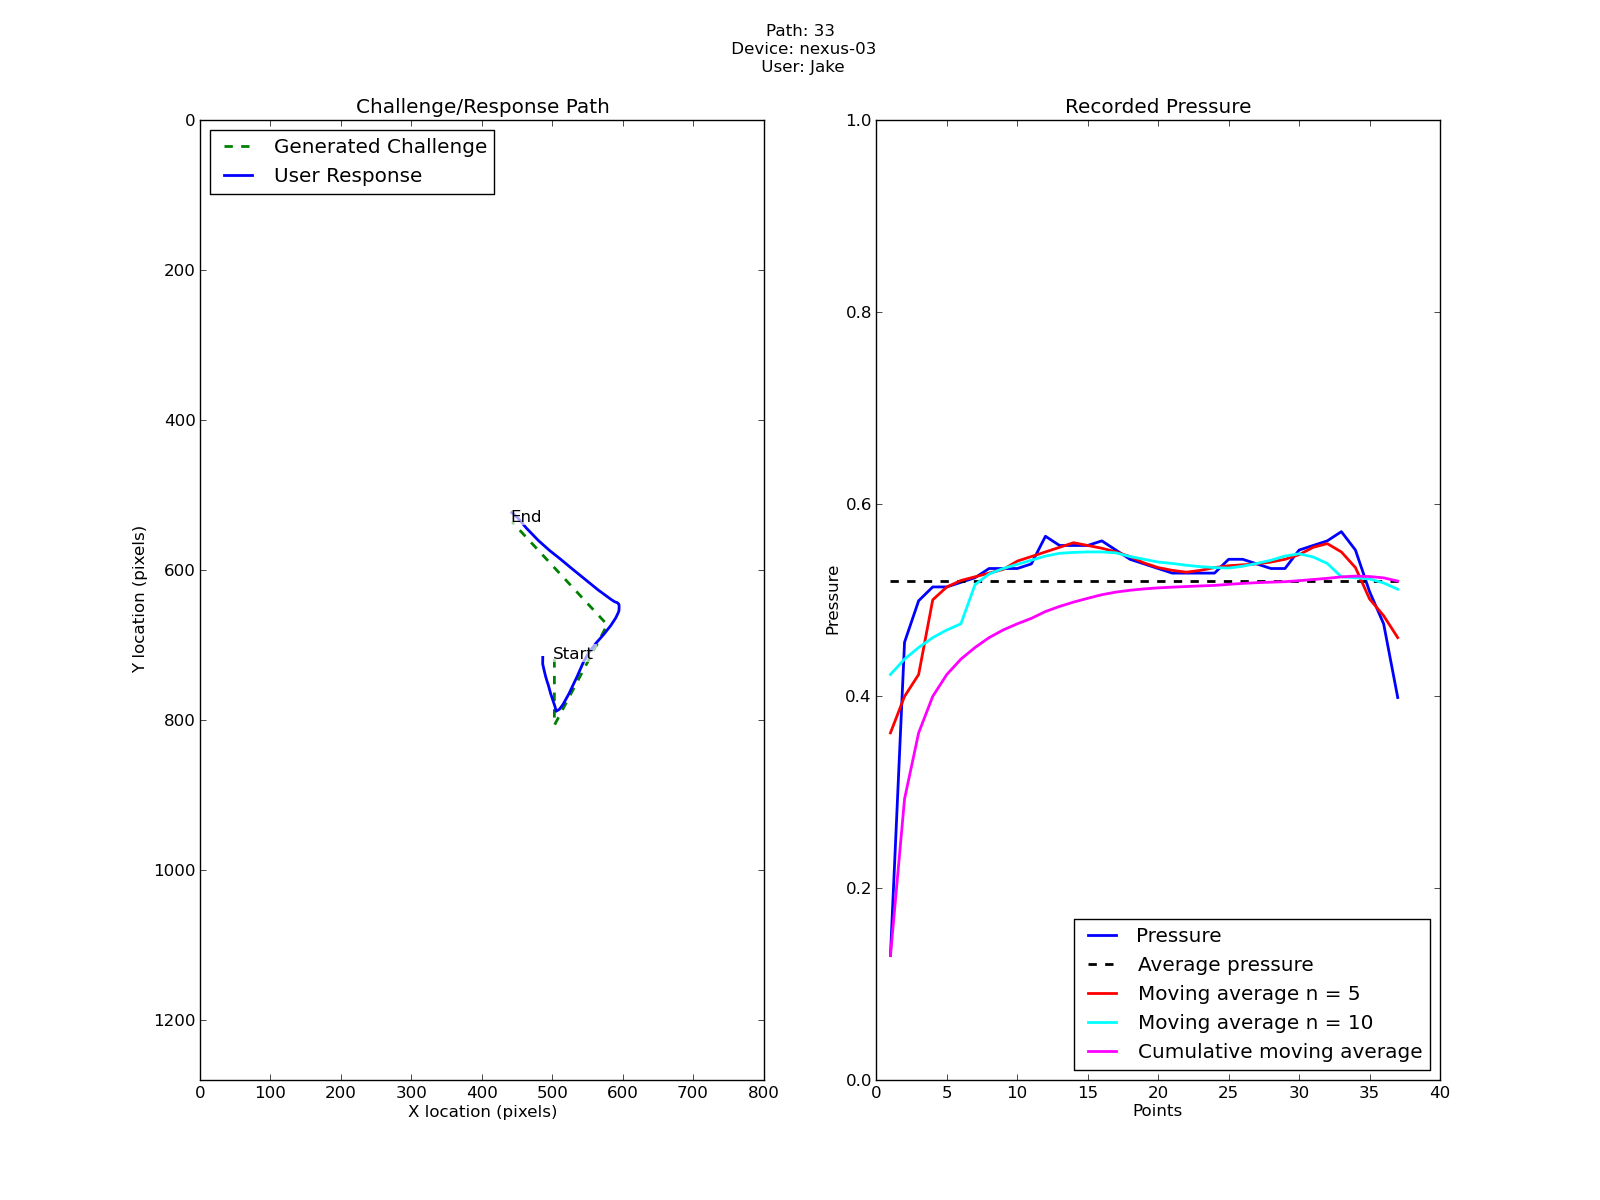 Path: 33
Device: nexus-03
User: Jake
Challenge/Response Path
Generated Challenge
User Response
0
200
400
600
800
1000
1200
Y location (pixels)
End
Start
0 100 200 300 400 500 600 700 800
X location (pixels)
Recorded Pressure
1.0
0.8
0.6
0.4
0.2
0.0
Pressure
Pressure
Average pressure
Moving average n = 5
Moving average n = 10
Cumulative moving average
0 5 10 15 20 25 30 35 40
Points